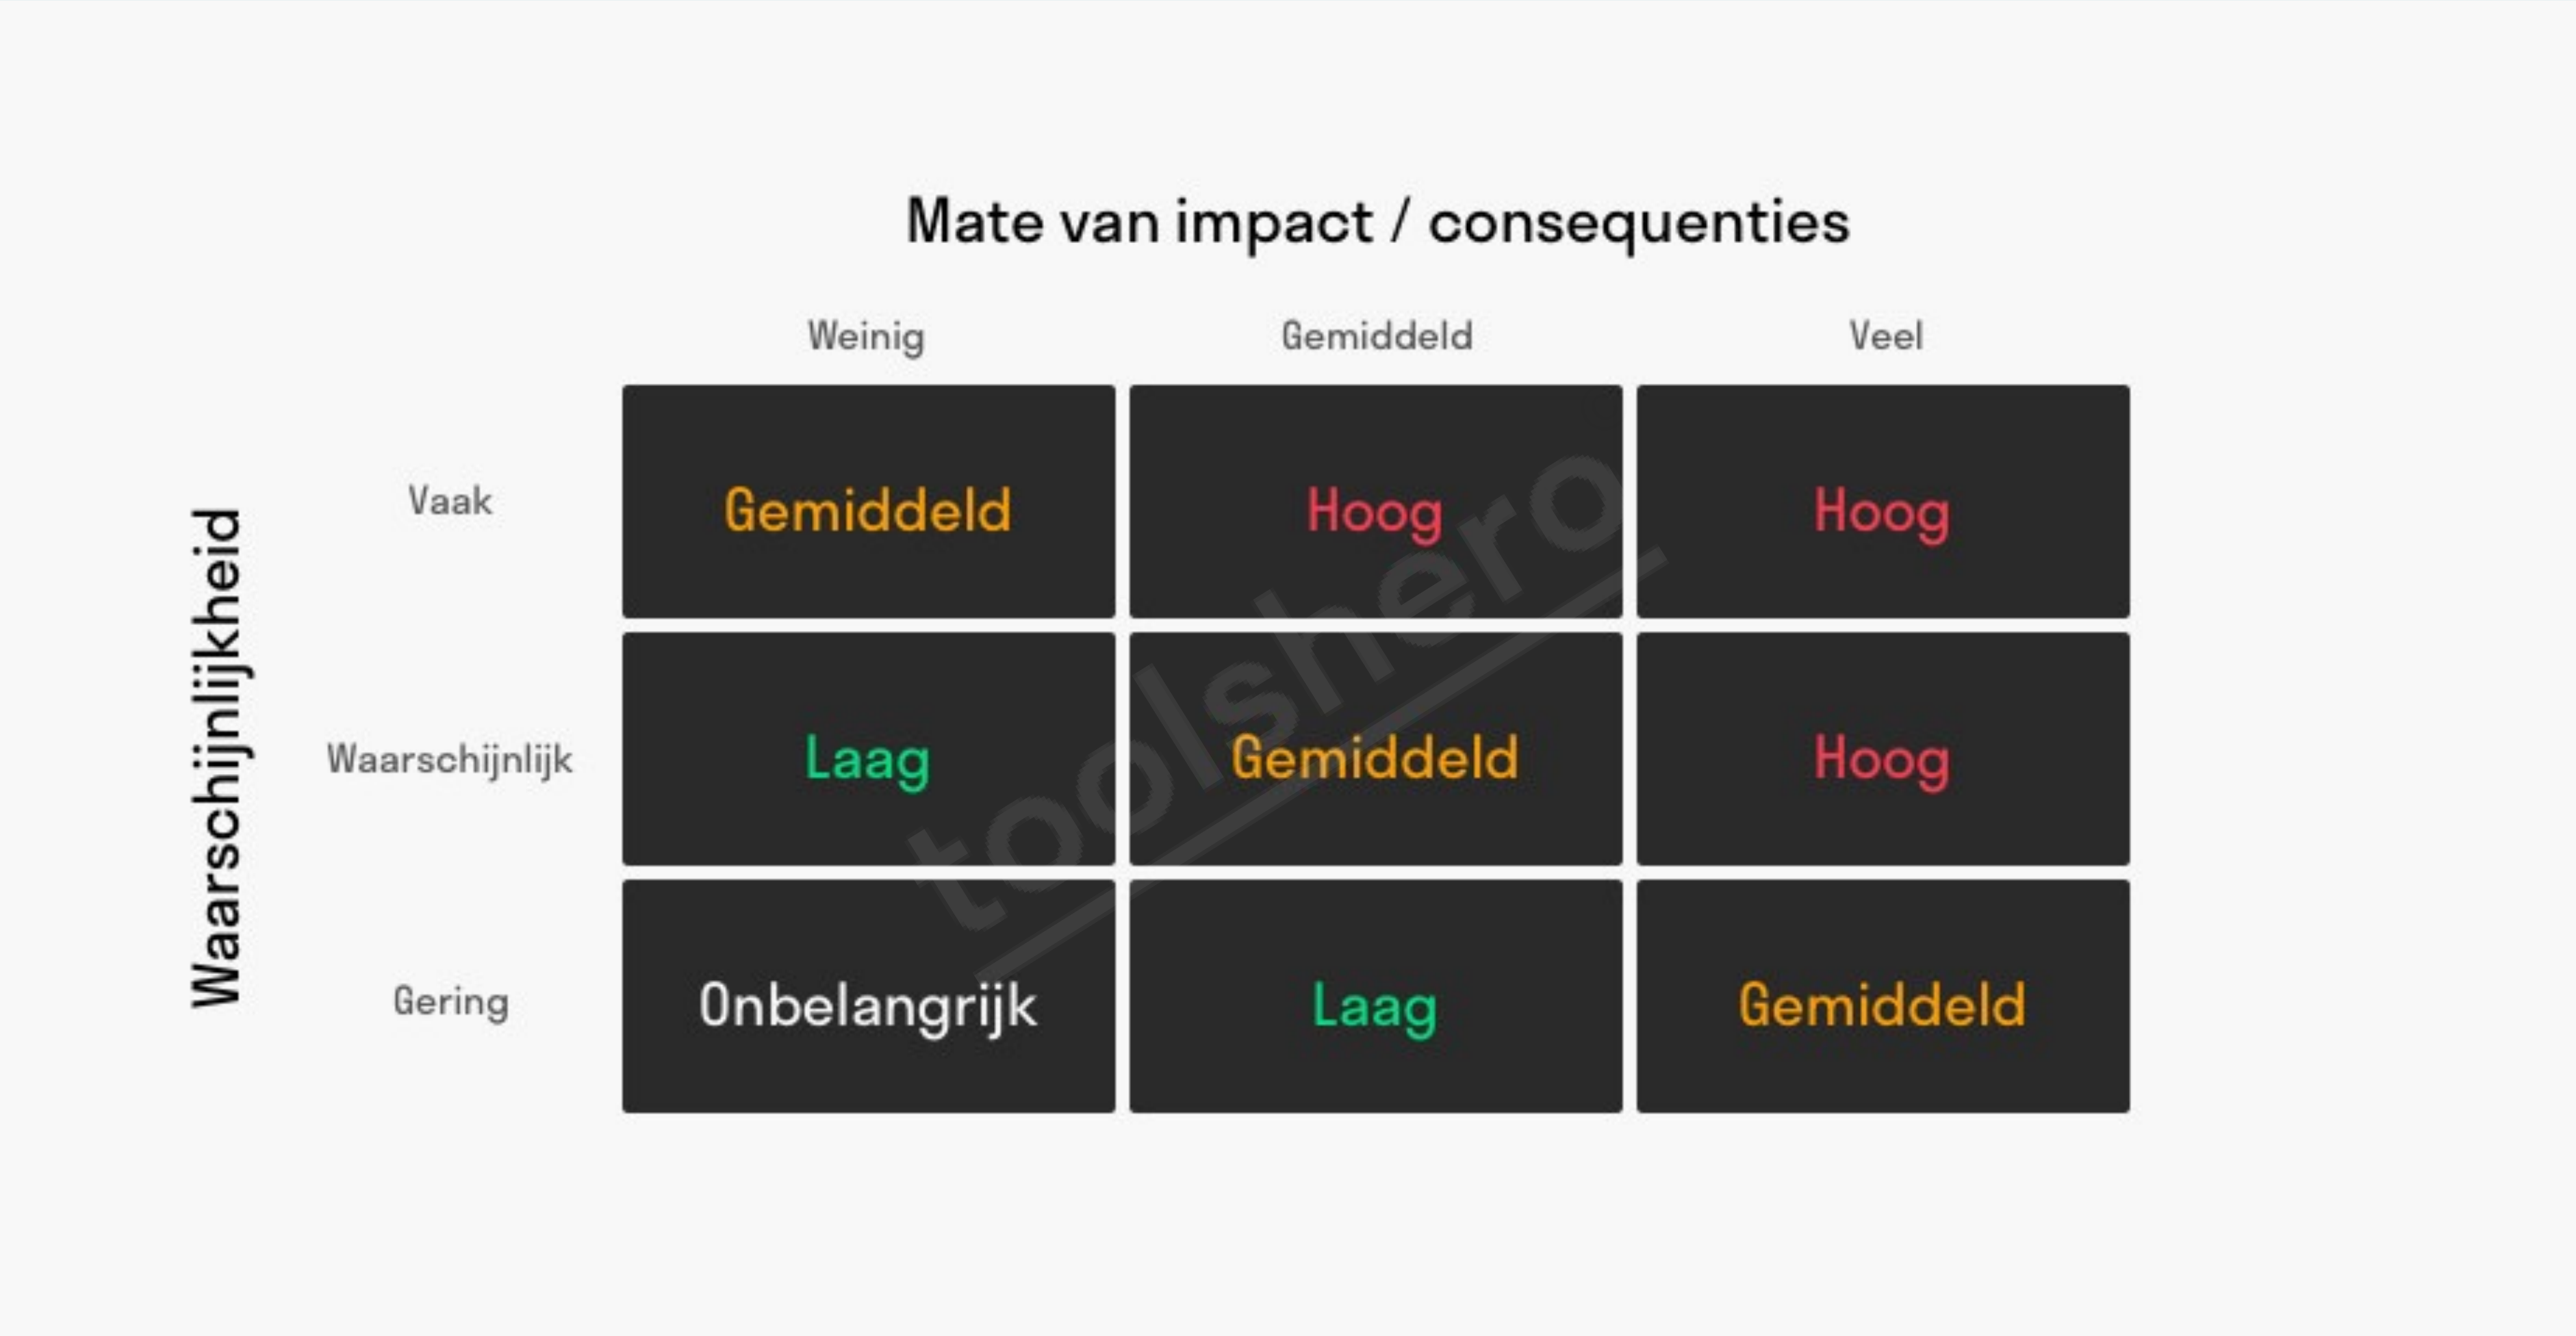 Mate van impact / consequenties
Weinig Gemiddeld Veel
Waarschijnlijkheid
Vaak Gemiddeld Hoog Hoog
Waarschijnlijk Laag Gemiddeld Hoog
Gering Onbelangrijk Laag Gemiddeld
toolshero